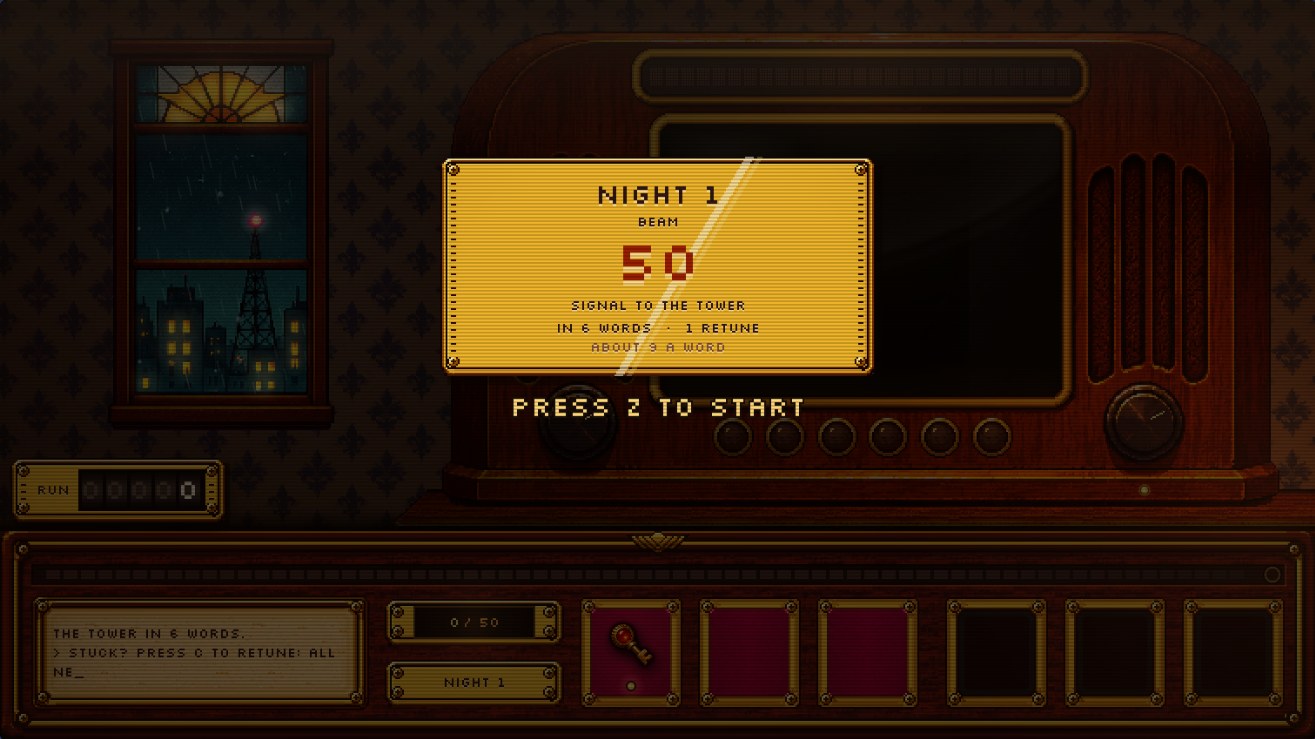 NIGHT 1
BEAM
50
SIGNAL TO THE TOWER
IN 6 WORDS · 1 RETUNE
ABOUT 9 A WORD
PRESS Z TO START
RUN 00000
THE TOWER IN 6 WORDS.
> STUCK? PRESS C TO RETUNE: ALL
NE_
0 / 50
NIGHT 1